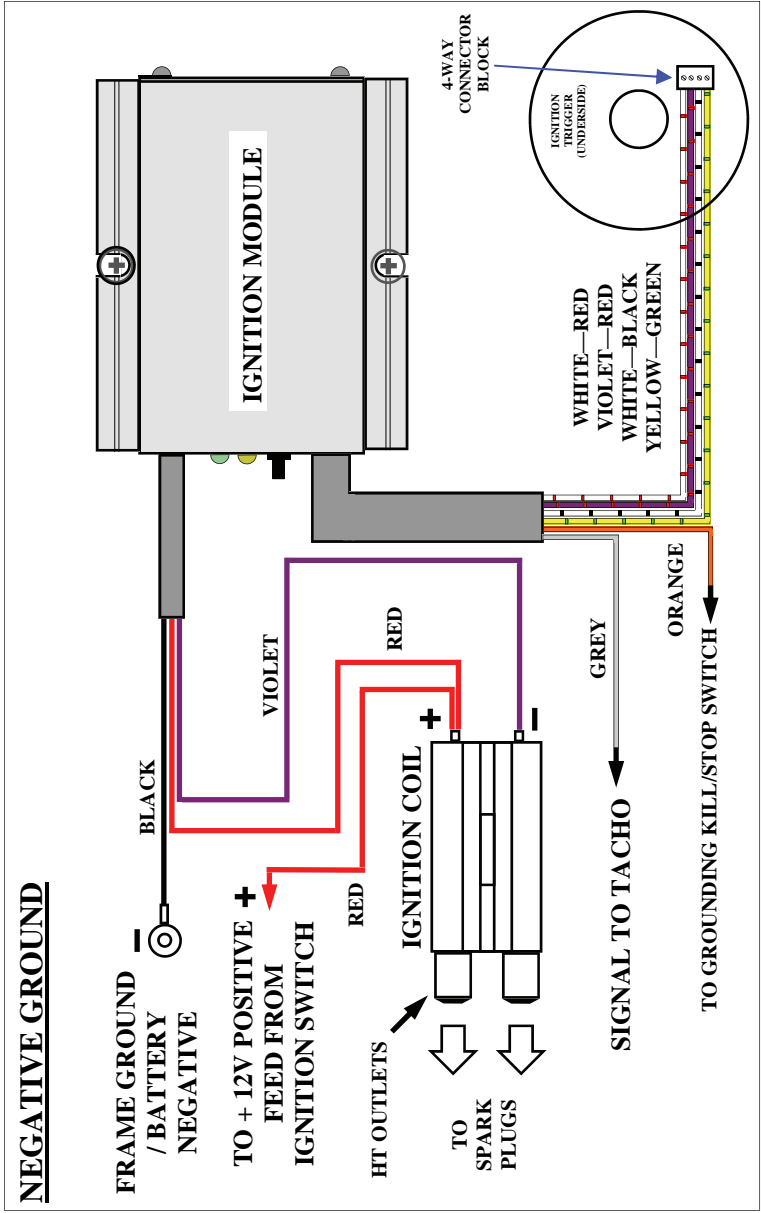 NEGATIVE GROUND
FRAME GROUND
/ BATTERY
NEGATIVE
–
BLACK
TO + 12V POSITIVE +
FEED FROM
IGNITION SWITCH
RED
VIOLET
RED
IGNITION MODULE
HT OUTLETS
IGNITION COIL
+
–
TO
SPARK
PLUGS
GREY
SIGNAL TO TACHO
ORANGE
TO GROUNDING KILL/STOP SWITCH
WHITE—RED
VIOLET—RED
WHITE—BLACK
YELLOW—GREEN
4-WAY
CONNECTOR
BLOCK
IGNITION
TRIGGER
(UNDERSIDE)